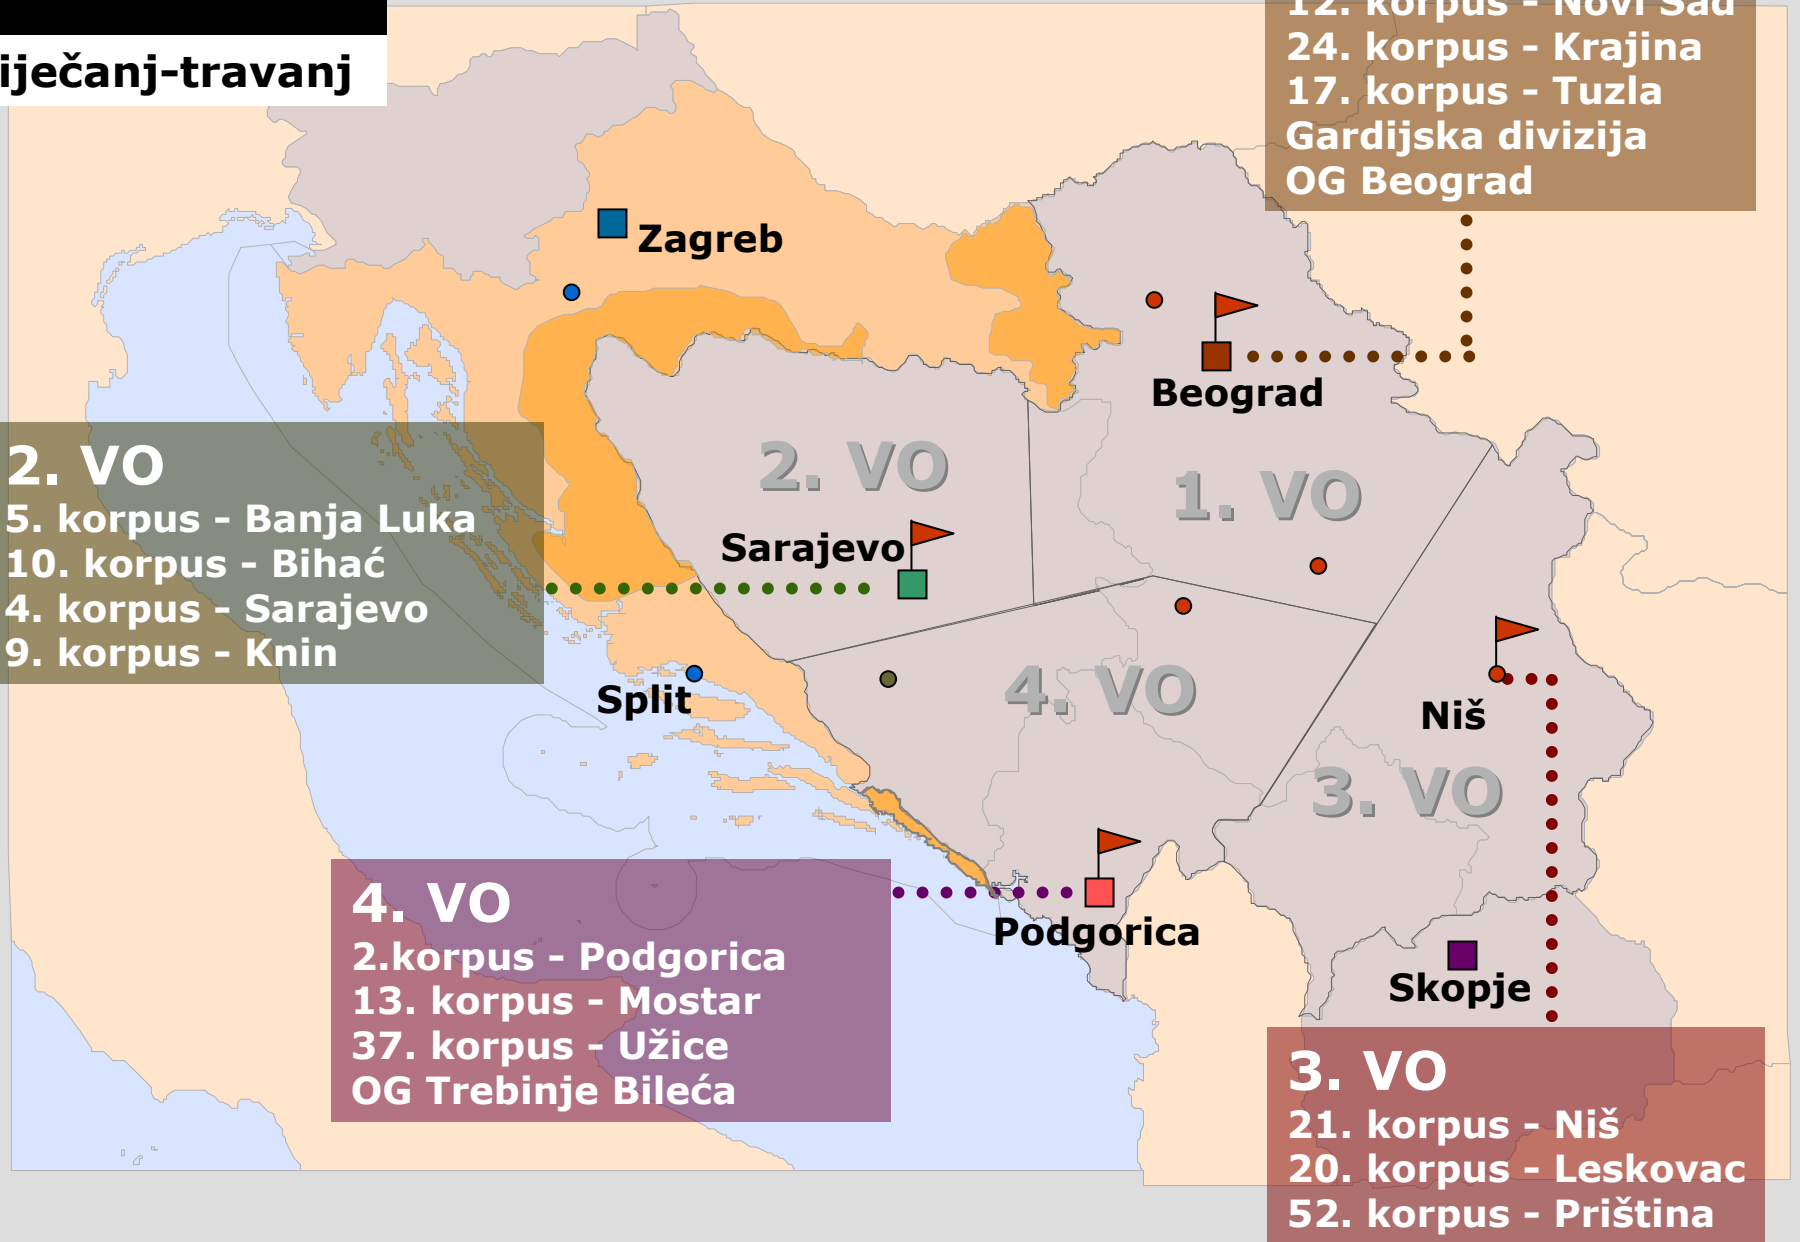 12. korpus - Novi Sad
24. korpus - Krajina
17. korpus - Tuzla
Gardijska divizija
OG Beograd
iječanj-travanj
Zagreb
Beograd
2. VO
5. korpus - Banja Luka
10. korpus - Bihać
4. korpus - Sarajevo
9. korpus - Knin
2. VO
1. VO
Sarajevo
Split
4. VO
Niš
3. VO
4. VO
2.korpus - Podgorica
13. korpus - Mostar
37. korpus - Užice
OG Trebinje Bileća
Podgorica
Skopje
3. VO
21. korpus - Niš
20. korpus - Leskovac
52. korpus - Priština